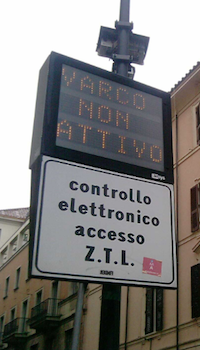 VARCO
NON
ATTIVO
controllo
elettronico
accesso
Z.T.L.